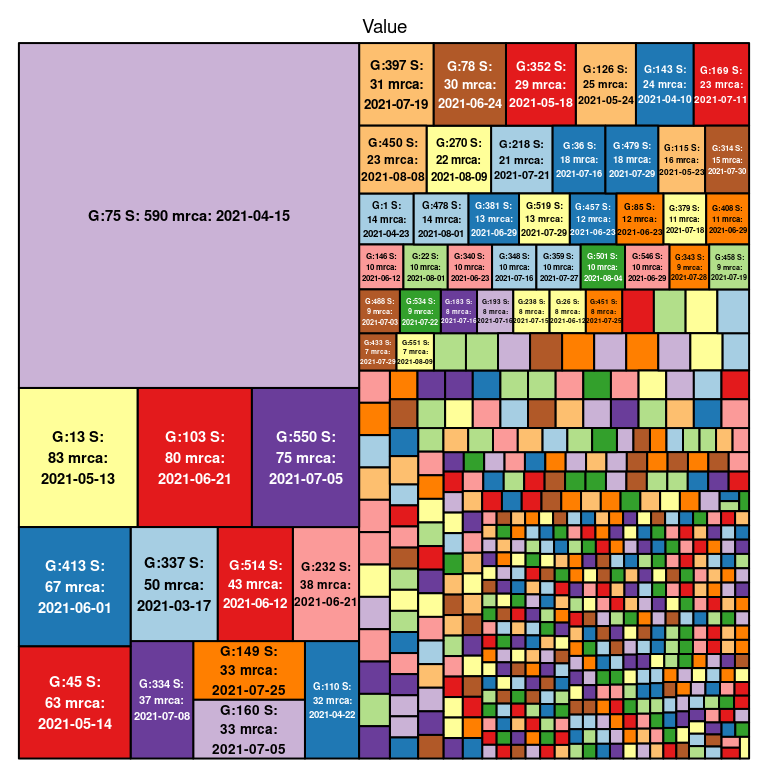 Value
G:75 S: 590 mrca: 2021-04-15
G:13 S:
83 mrca:
2021-05-13
G:103 S:
80 mrca:
2021-06-21
G:550 S:
75 mrca:
2021-07-05
G:413 S:
67 mrca:
2021-06-01
G:337 S:
50 mrca:
2021-03-17
G:514 S:
43 mrca:
2021-06-12
G:232 S:
38 mrca:
2021-06-21
G:45 S:
63 mrca:
2021-05-14
G:334 S:
37 mrca:
2021-07-08
G:149 S:
33 mrca:
2021-07-25
G:160 S:
33 mrca:
2021-07-05
G:110 S:
32 mrca:
2021-04-22
G:397 S:
31 mrca:
2021-07-19
G:78 S:
30 mrca:
2021-06-24
G:352 S:
29 mrca:
2021-05-18
G:126 S:
25 mrca:
2021-05-24
G:143 S:
24 mrca:
2021-04-10
G:169 S:
23 mrca:
2021-07-11
G:450 S:
23 mrca:
2021-08-08
G:270 S:
22 mrca:
2021-08-09
G:218 S:
21 mrca:
2021-07-21
G:36 S:
18 mrca:
2021-07-16
G:479 S:
18 mrca:
2021-07-29
G:115 S:
16 mrca:
2021-05-23
G:314 S:
15 mrca:
2021-07-30
G:1 S:
14 mrca:
2021-04-23
G:478 S:
14 mrca:
2021-08-01
G:381 S:
13 mrca:
2021-06-29
G:519 S:
13 mrca:
2021-07-29
G:457 S:
12 mrca:
2021-06-23
G:85 S:
12 mrca:
2021-06-23
G:379 S:
11 mrca:
2021-07-18
G:408 S:
11 mrca:
2021-06-29
G:146 S:
10 mrca:
2021-06-12
G:22 S:
10 mrca:
2021-08-01
G:340 S:
10 mrca:
2021-06-23
G:348 S:
10 mrca:
2021-07-16
G:359 S:
10 mrca:
2021-07-27
G:501 S:
10 mrca:
2021-08-04
G:546 S:
10 mrca:
2021-06-29
G:343 S:
9 mrca:
2021-07-28
G:458 S:
9 mrca:
2021-07-19
G:488 S:
9 mrca:
2021-07-03
G:534 S:
9 mrca:
2021-07-22
G:183 S:
8 mrca:
2021-07-16
G:193 S:
8 mrca:
2021-07-16
G:238 S:
8 mrca:
2021-07-15
G:26 S:
8 mrca:
2021-06-12
G:451 S:
8 mrca:
2021-07-25
G:433 S:
7 mrca:
2021-07-29
G:551 S:
7 mrca:
2021-08-09